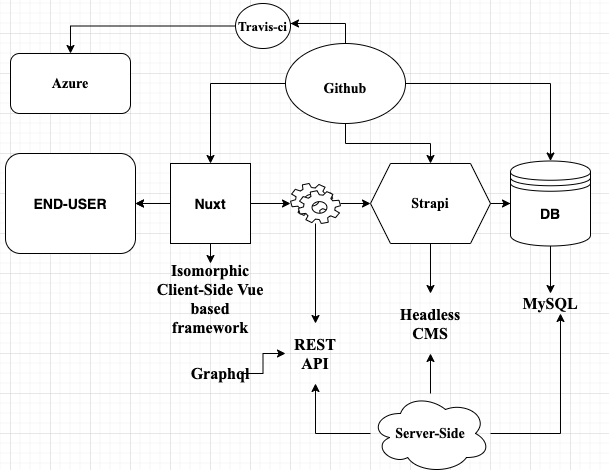 Travis-ci
Azure
Github
END-USER
Nuxt
Strapi
DB
Isomorphic
Client-Side Vue
based
framework
Headless
CMS
MySQL
REST
API
Graphql
Server-Side